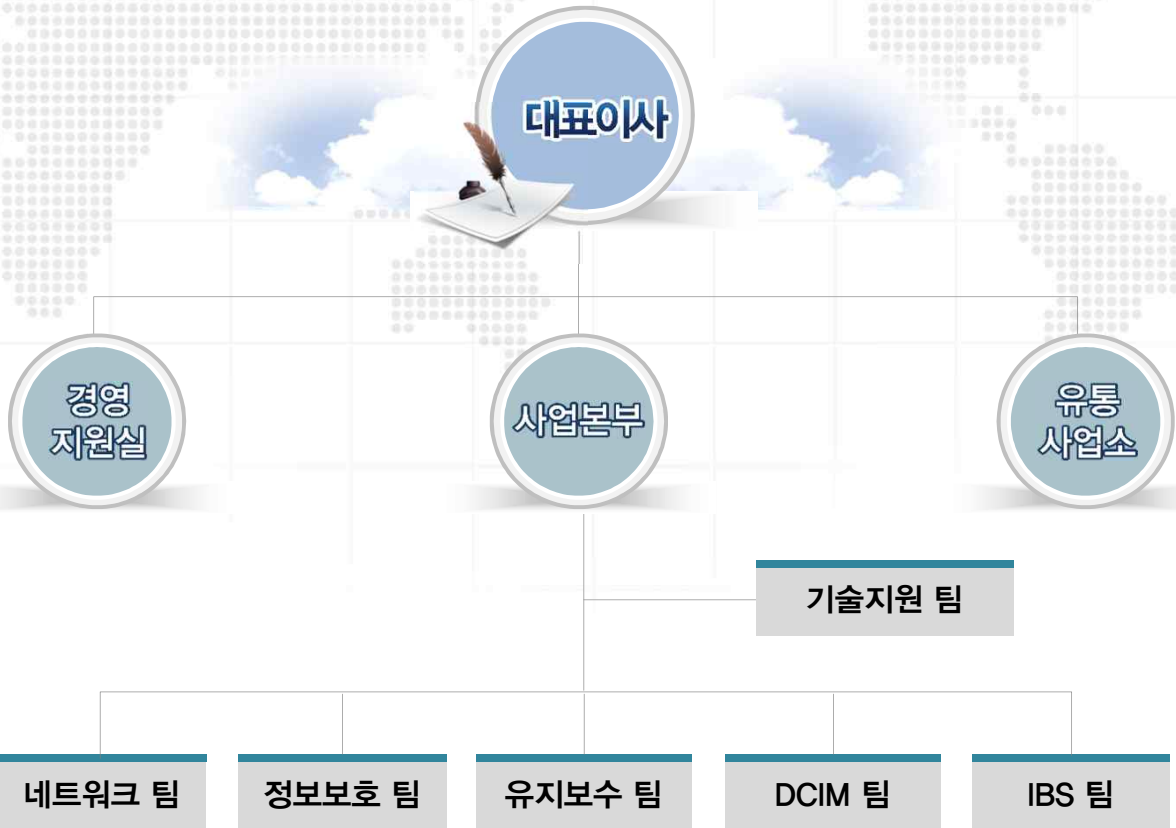 대표이사
경영
지원실
사업본부
유통
사업소
기술지원 팀
네트워크 팀
정보보호 팀
유지보수 팀
DCIM 팀
IBS 팀